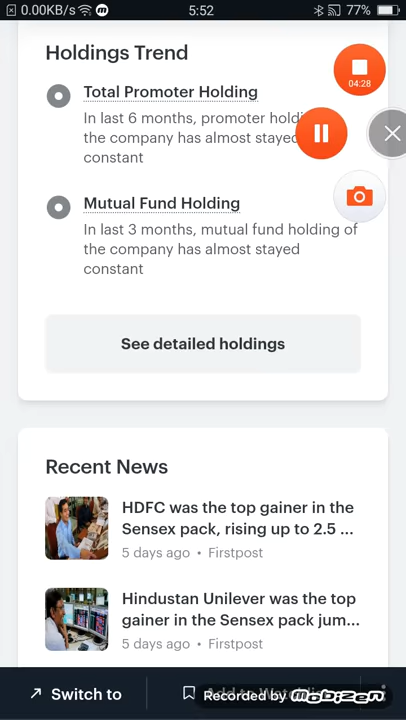 0.00KB/s 5:52 77%
Holdings Trend
04:28
Total Promoter Holding
In last 6 months, promoter
the company has almost stayed
constant
Mutual Fund Holding
In last 3 months, mutual fund holding of
the company has almost stayed
constant
See detailed holdings
Recent News
HDFC was the top gainer in the
Sensex pack, rising up to 2.5 ...
5 days ago • Firstpost
Hindustan Unilever was the top
gainer in the Sensex pack jum...
5 days ago • Firstpost
Switch to
Recorded by mobizen